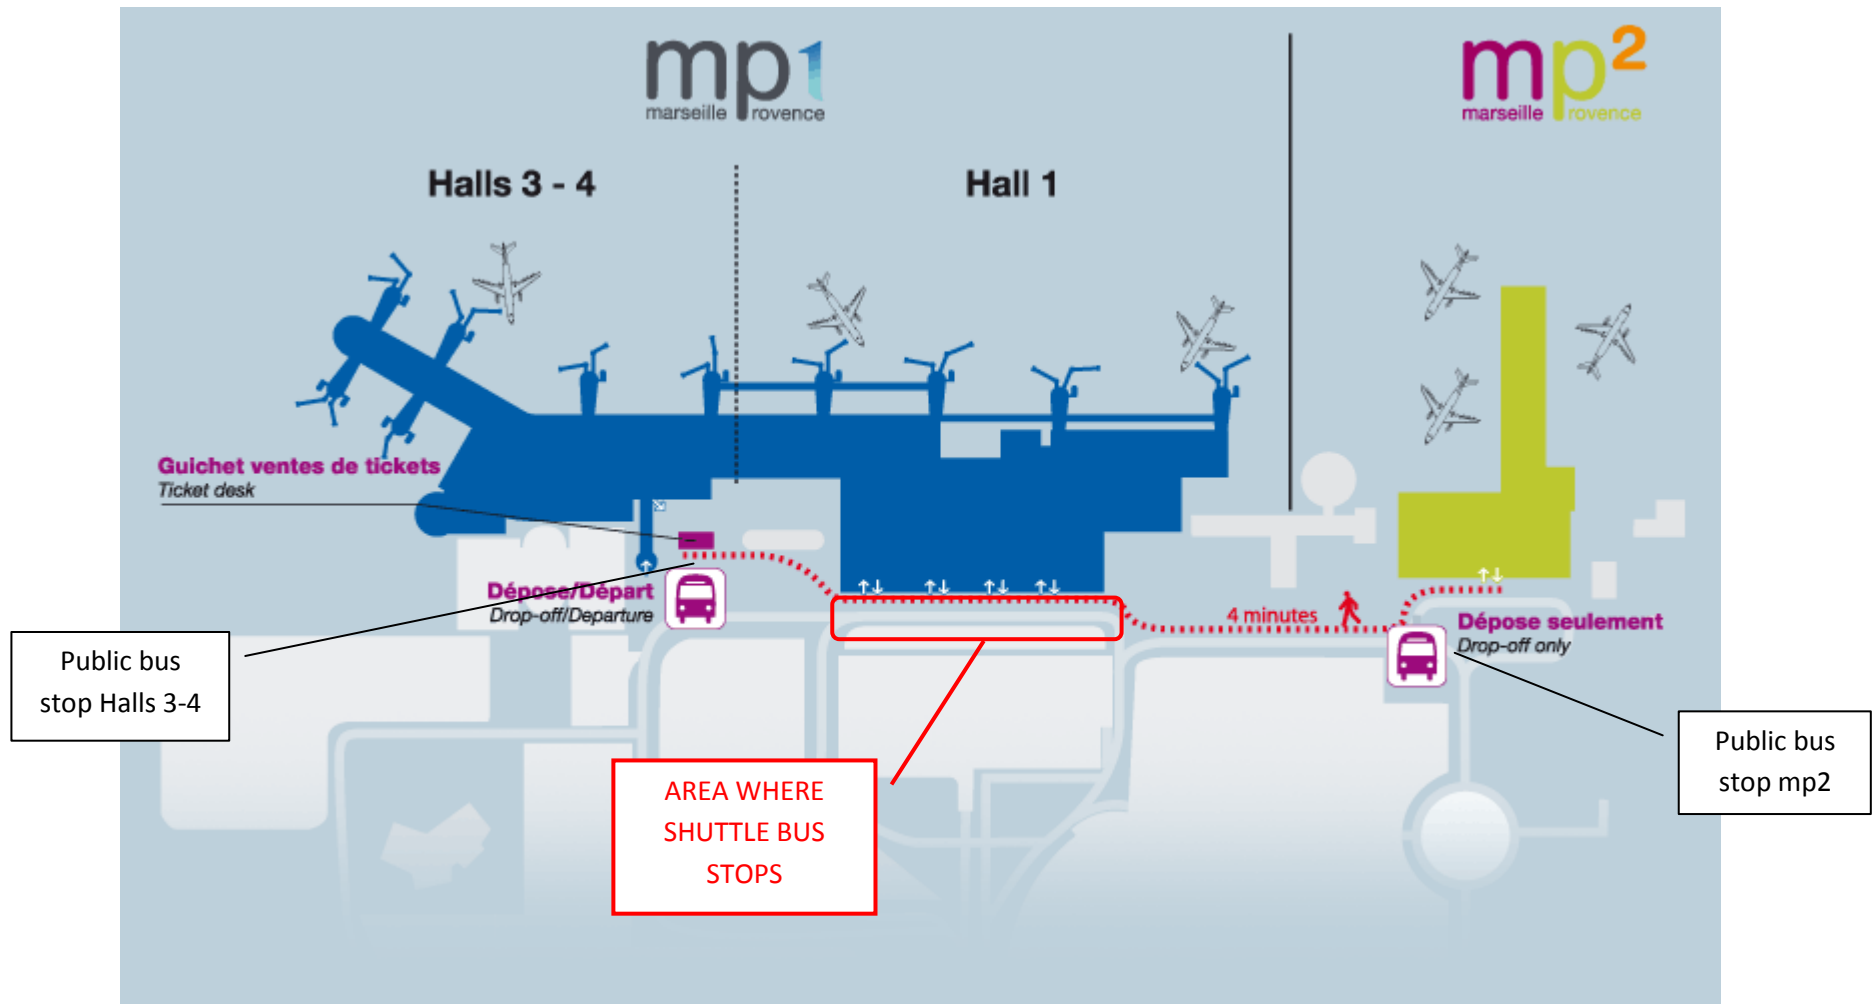 mp1
marseille provence
mp2
marseille provence
Halls 3 - 4
Hall 1
Guichet ventes de tickets
Ticket desk
Dépose/Départ
Drop-off/Departure
4 minutes
Dépose seulement
Drop-off only
Public bus
stop Halls 3-4
Public bus
stop mp2
AREA WHERE
SHUTTLE BUS
STOPS